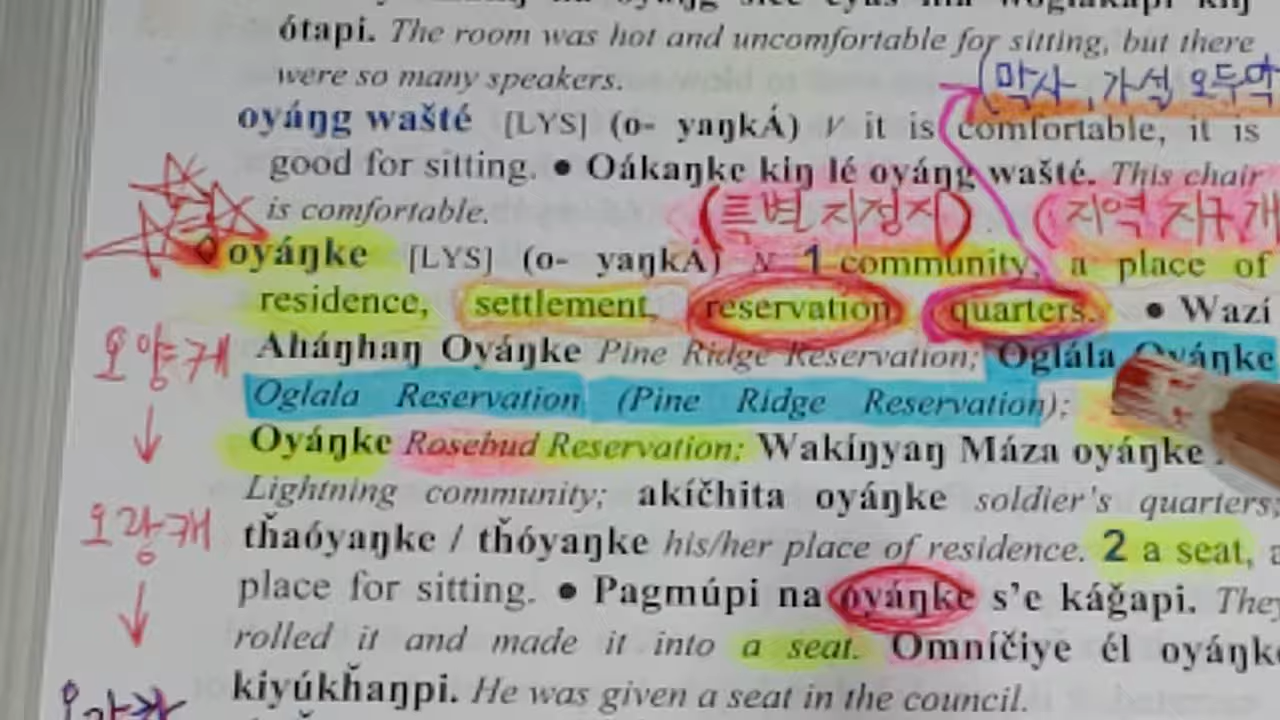 ótapi. The room was hot and uncomfortable for sitting, but there
were so many speakers.
(막사, 가설 오두막
oyáŋg wašté [LYS] (o- yaŋkÁ) V it is comfortable, it is
good for sitting. ● Oákaŋke kiŋ lé oyáŋg wašté. This chair
is comfortable.
(특별 지정지) (지역 지구 개
oyáŋke [LYS] (o- yaŋkÁ) N 1 community, a place of
residence, settlement, reservation, quarters. ● Wazí
오양개
Aháŋhaŋ Oyáŋke Pine Ridge Reservation; Oglála Oyáŋke
Oglala Reservation (Pine Ridge Reservation);
Oyáŋke Rosebud Reservation; Wakíŋyaŋ Máza oyáŋke
Lightning community; akíčhita oyáŋke soldier's quarters;
오랑개
tȟaóyaŋke / tȟóyaŋke his/her place of residence. 2 a seat, a
place for sitting. ● Pagmúpi na oyáŋke s'e káǧapi. They
rolled it and made it into a seat. Omníčiye él oyáŋke
kiyúkȟaŋpi. He was given a seat in the council.